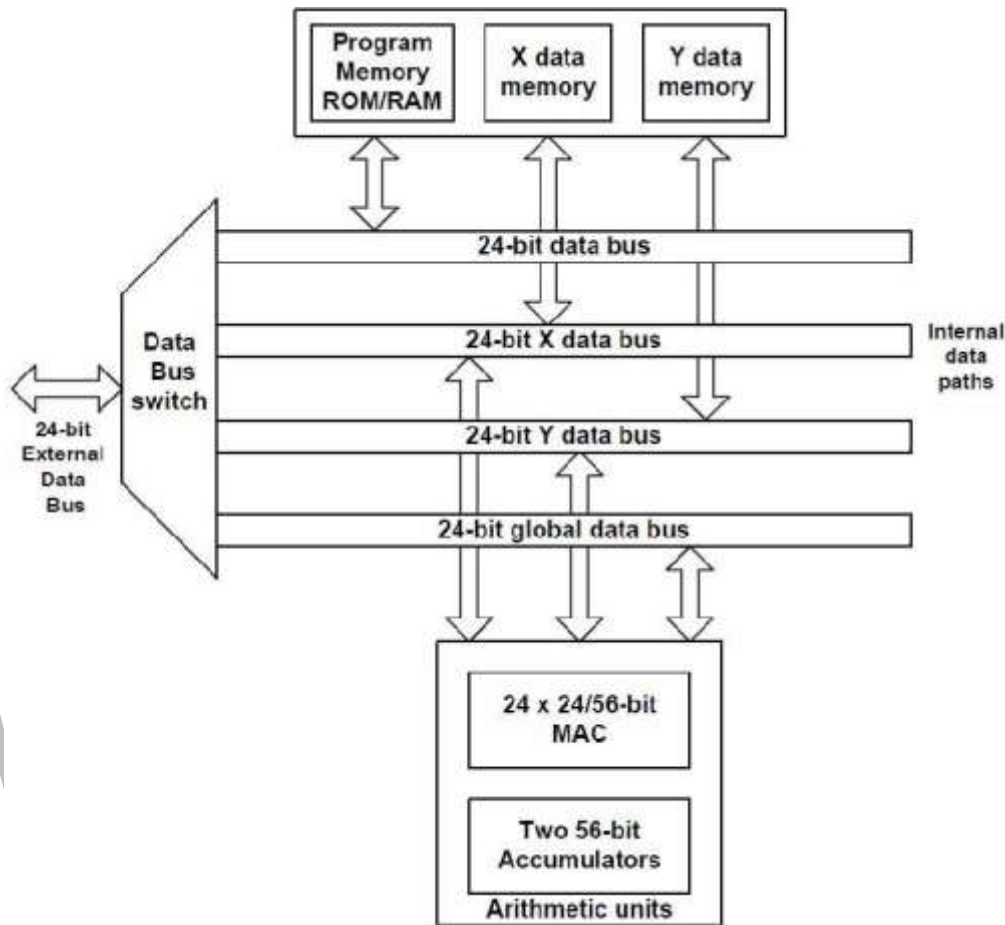 Program
Memory
ROM/RAM
X data
memory
Y data
memory
24-bit data bus
24-bit X data bus
24-bit Y data bus
24-bit global data bus
Internal
data
paths
Data
Bus
switch
24-bit
External
Data
Bus
24 x 24/56-bit
MAC
Two 56-bit
Accumulators
Arithmetic units